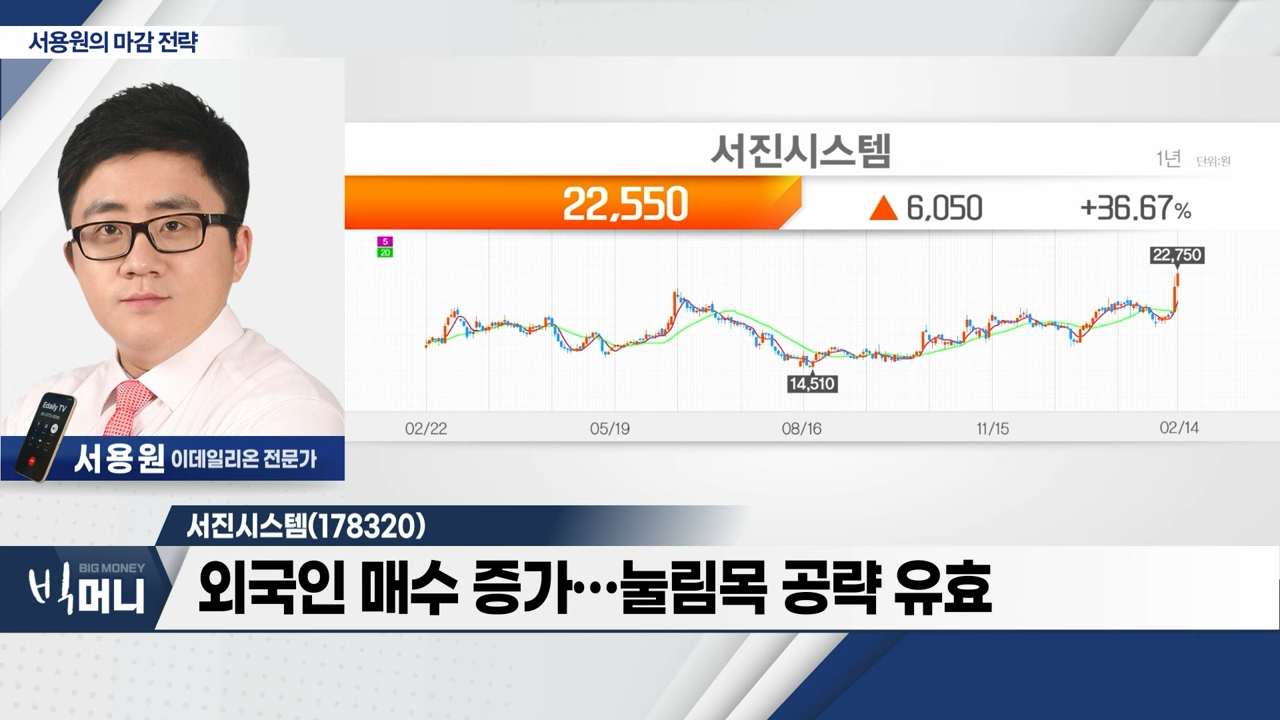 서용원의 마감 전략
서진시스템
1년 단위:원
22,550 ▲ 6,050 +36.67%
5
20
22,750
14,510
02/22 05/19 08/16 11/15 02/14
Edaily TV
서용원 이데일리온 전문가
서진시스템(178320)
BIG MONEY
빅머니
외국인 매수 증가…눌림목 공략 유효